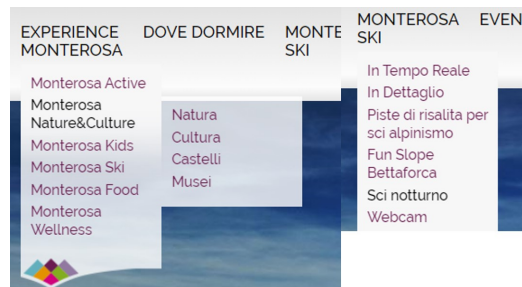 EXPERIENCE
MONTEROSA
DOVE DORMIRE
MONTE
SKI
Monterosa Active
Monterosa
Nature&Culture
Monterosa Kids
Monterosa Ski
Monterosa Food
Monterosa
Wellness
Natura
Cultura
Castelli
Musei
MONTEROSA
SKI
EVEN
In Tempo Reale
In Dettaglio
Piste di risalita per
sci alpinismo
Fun Slope
Bettaforca
Sci notturno
Webcam